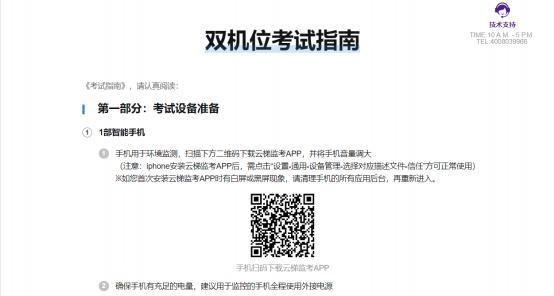 技术支持
TIME:10 A.M. - 5 PM
TEL:4008039966
双机位考试指南
《考试指南》，请认真阅读：
第一部分：考试设备准备
① 1部智能手机
1 手机用于环境监测，扫描下方二维码下载云梯监考APP，并将手机音量调大
（注意：iphone安装云梯监考APP后，需点击“设置-通用-设备管理-选择对应描述文件-信任”方可正常使用）
※如您首次安装云梯监考APP时有白屏或黑屏现象，请清理手机的所有应用后台，再重新进入。
手机扫码下载云梯监考APP
2 确保手机有充足的电量，建议用于监控的手机全程使用外接电源